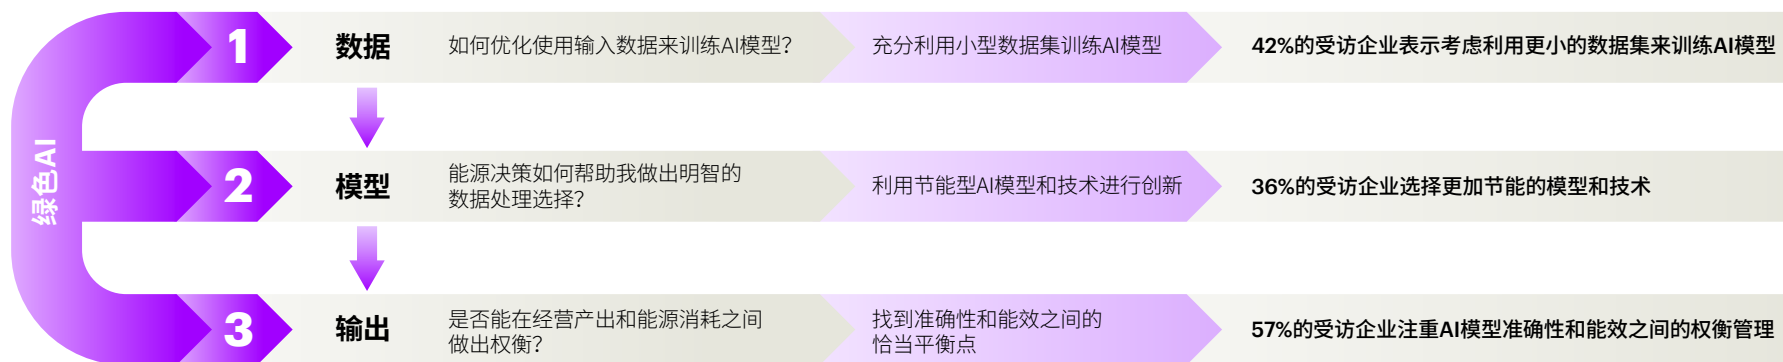 绿色AI
1
数据
如何优化使用输入数据来训练AI模型？
充分利用小型数据集训练AI模型
42%的受访企业表示考虑利用更小的数据集来训练AI模型
2
模型
能源决策如何帮助我做出明智的
数据处理选择？
利用节能型AI模型和技术进行创新
36%的受访企业选择更加节能的模型和技术
3
输出
是否能在经营产出和能源消耗之间
做出权衡？
找到准确性和能效之间的
恰当平衡点
57%的受访企业注重AI模型准确性和能效之间的权衡管理